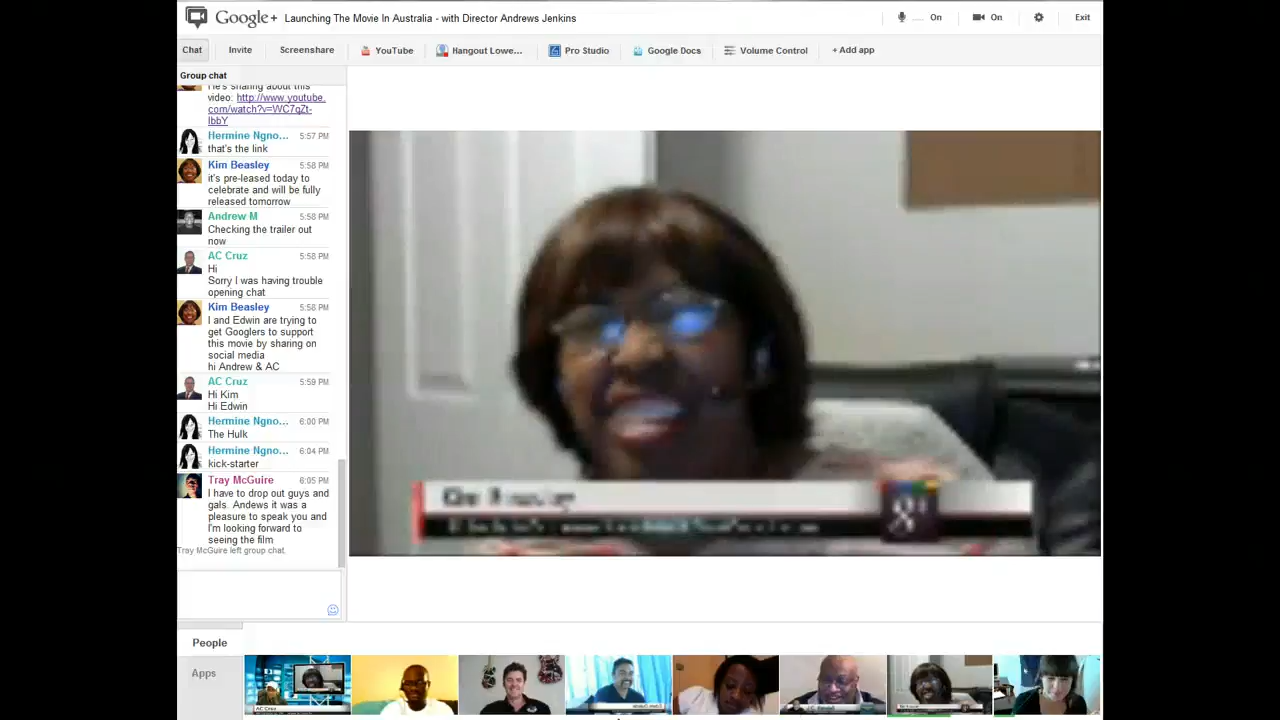 Google+ Launching The Movie In Australia - with Director Andrews Jenkins
On
On
Exit
Chat
Invite
Screenshare
YouTube
Hangout Lowe...
Pro Studio
Google Docs
Volume Control
+ Add app
Group chat
He's sharing about this
video: http://www.youtube.
com/watch?v=WC7qZt-
IbbY
Hermine Ngno... 5:57 PM
that's the link
Kim Beasley 5:58 PM
it's pre-leased today to
celebrate and will be fully
released tomorrow
Andrew M 5:58 PM
Checking the trailer out
now
AC Cruz 5:58 PM
Hi
Sorry I was having trouble
opening chat
Kim Beasley 5:58 PM
I and Edwin are trying to
get Googlers to support
this movie by sharing on
social media
hi Andrew & AC
AC Cruz 5:59 PM
Hi Kim
Hi Edwin
Hermine Ngno... 6:00 PM
The Hulk
Hermine Ngno... 6:04 PM
kick-starter
Tray McGuire 6:05 PM
I have to drop out guys and
gals. Andews it was a
pleasure to speak you and
I'm looking forward to
seeing the film
Tray McGuire left group chat.
g+
People
Apps
AC Cruz